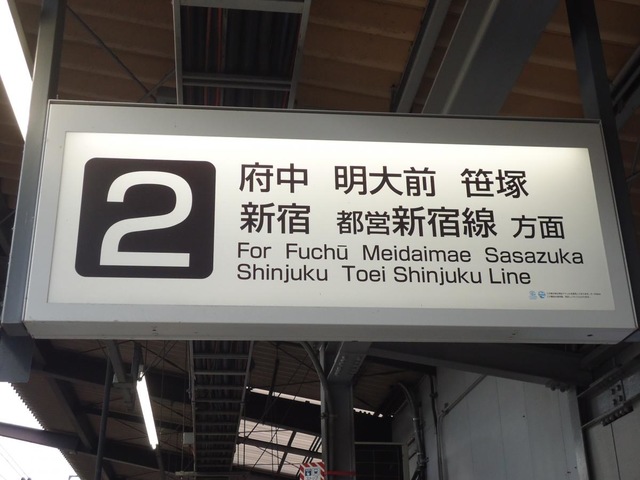 2
府中 明大前 笹塚
新宿 都営新宿線 方面
For Fuchū Meidaimae Sasazuka
Shinjuku Toei Shinjuku Line